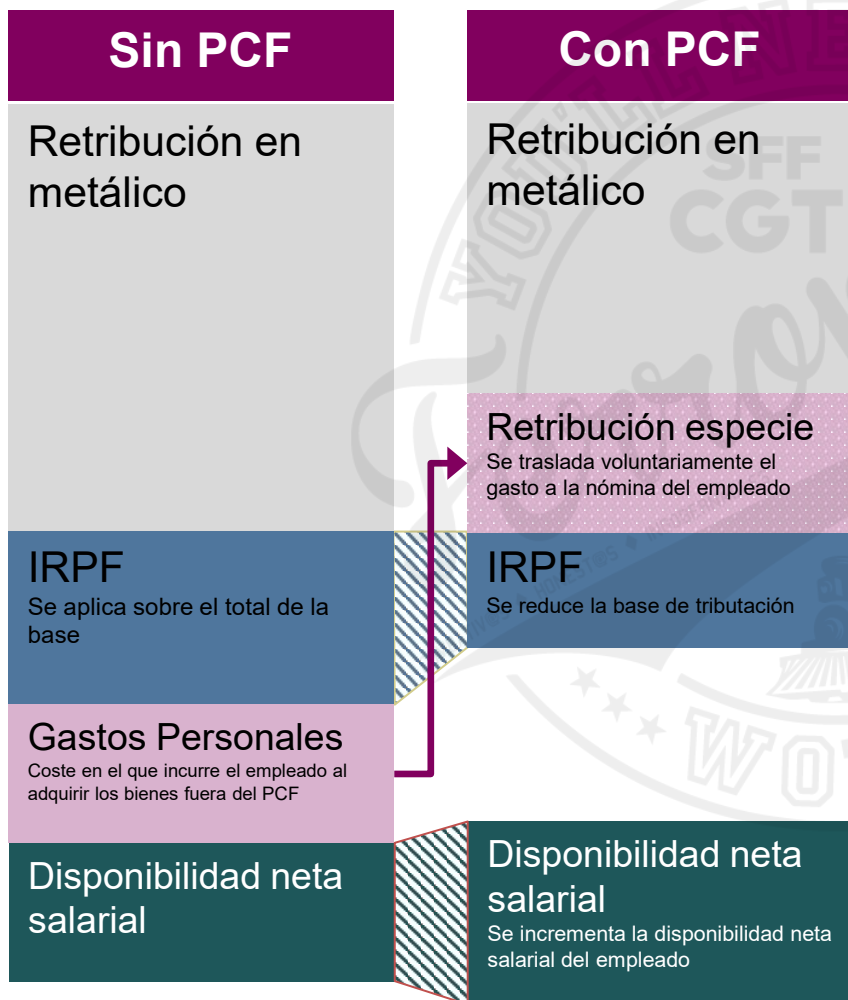 Sin PCF
Retribución en
metálico
IRPF
Se aplica sobre el total de la
base
Gastos Personales
Coste en el que incurre el empleado al
adquirir los bienes fuera del PCF
Disponibilidad neta
salarial
Con PCF
Retribución en
metálico
Retribución especie
Se traslada voluntariamente el
gasto a la nómina del empleado
IRPF
Se reduce la base de tributación
Disponibilidad neta
salarial
Se incrementa la disponibilidad neta
salarial del empleado
SFF
CGT